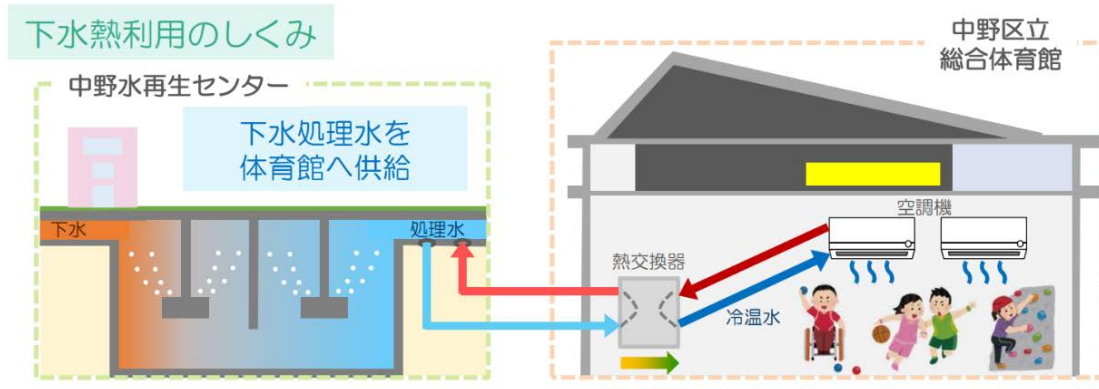 下水熱利用のしくみ
中野水再生センター
下水処理水を
体育館へ供給
下水
処理水
中野区立
総合体育館
空調機
熱交換器
冷温水